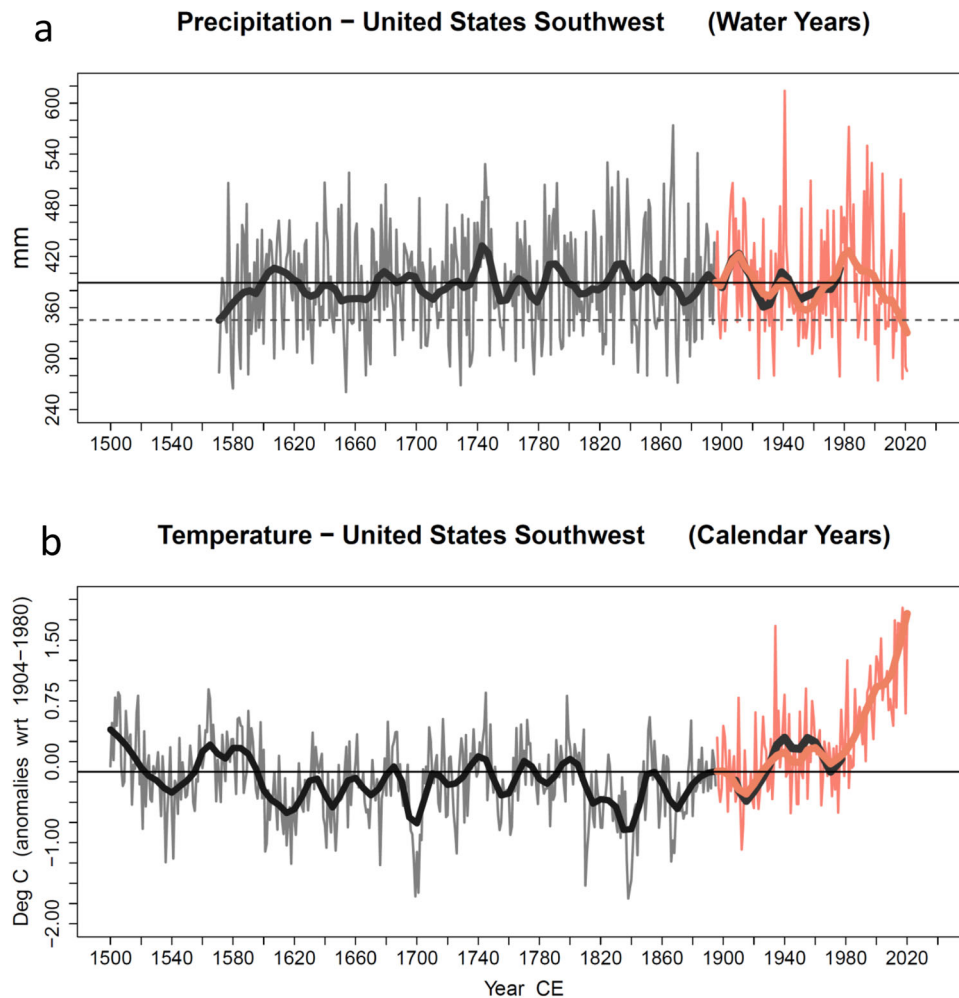 a
Precipitation − United States Southwest (Water Years)
mm
600
540
480
420
360
300
240
1500 1540 1580 1620 1660 1700 1740 1780 1820 1860 1900 1940 1980 2020
b
Temperature − United States Southwest (Calendar Years)
Deg C (anomalies wrt 1904−1980)
1.50
0.75
0.00
−1.00
−2.00
1500 1540 1580 1620 1660 1700 1740 1780 1820 1860 1900 1940 1980 2020
Year CE